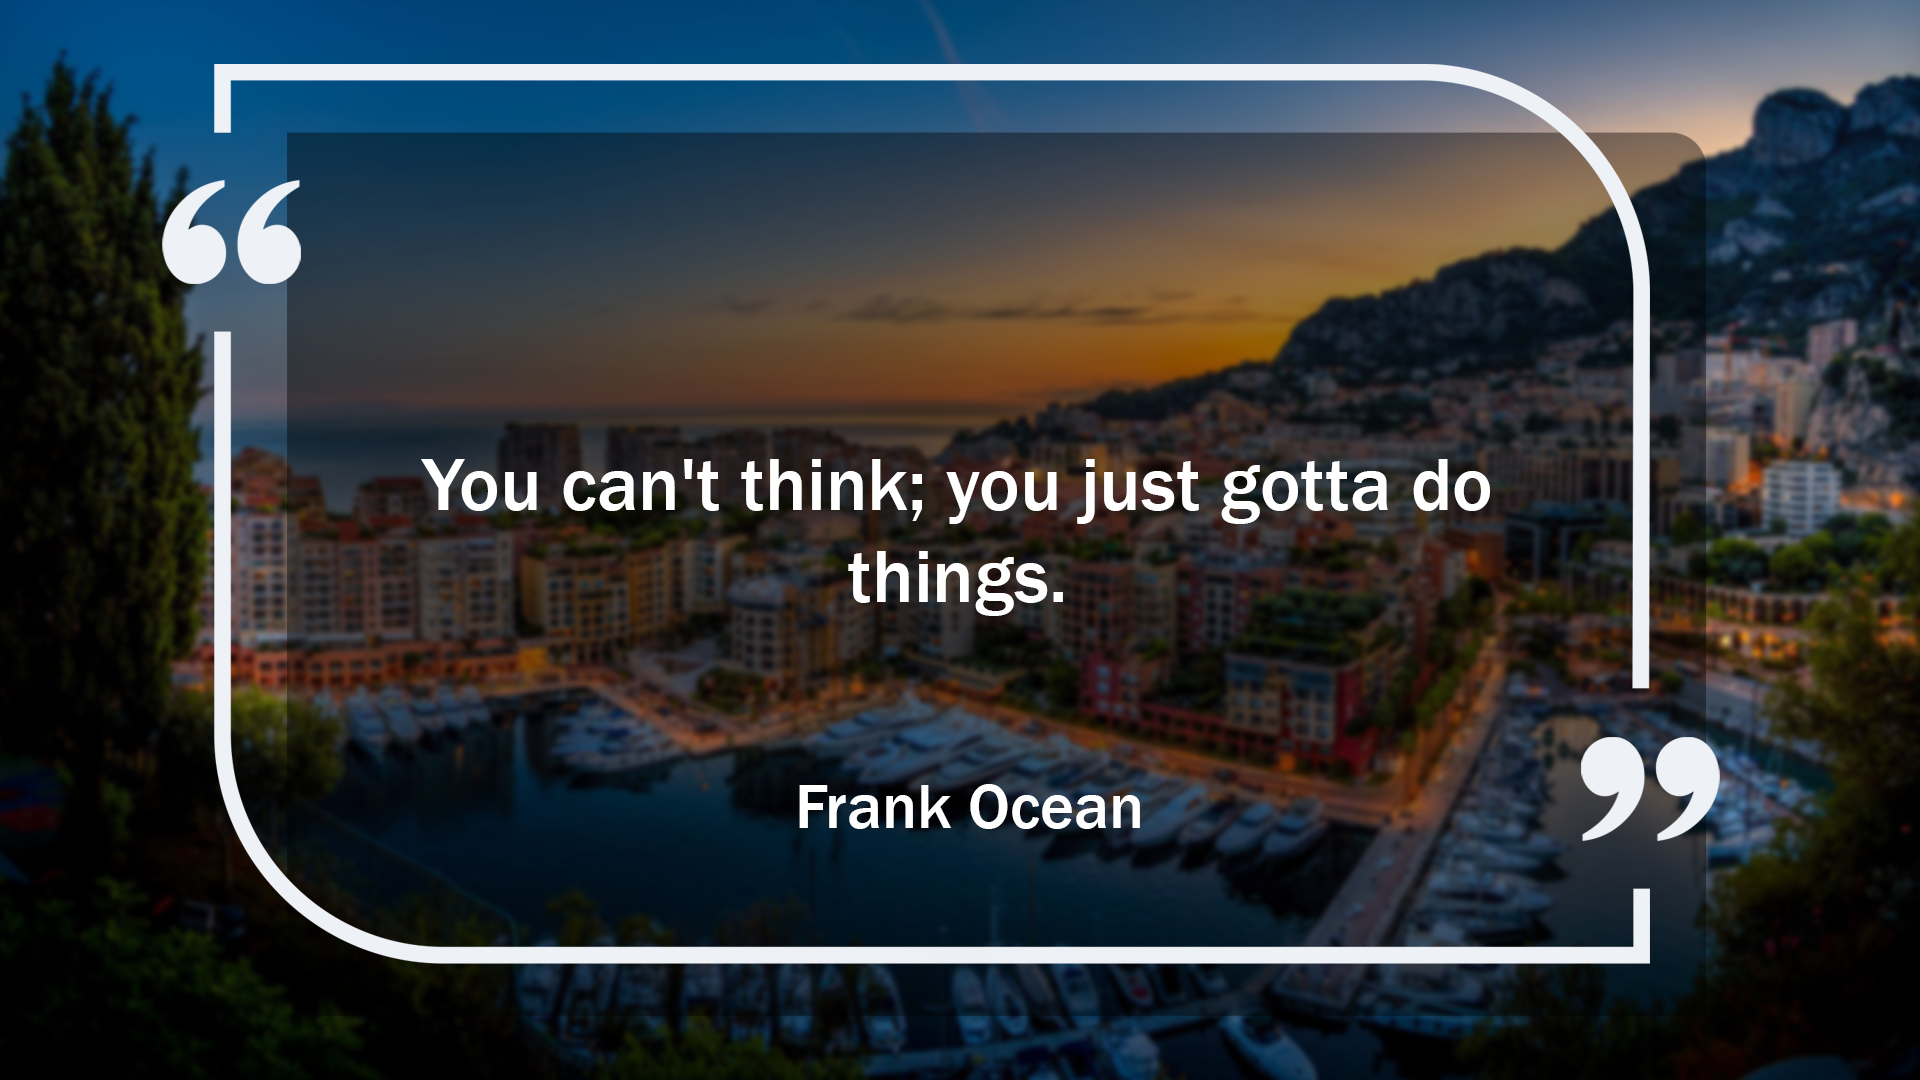 “
You can't think; you just gotta do
things.
Frank Ocean
”